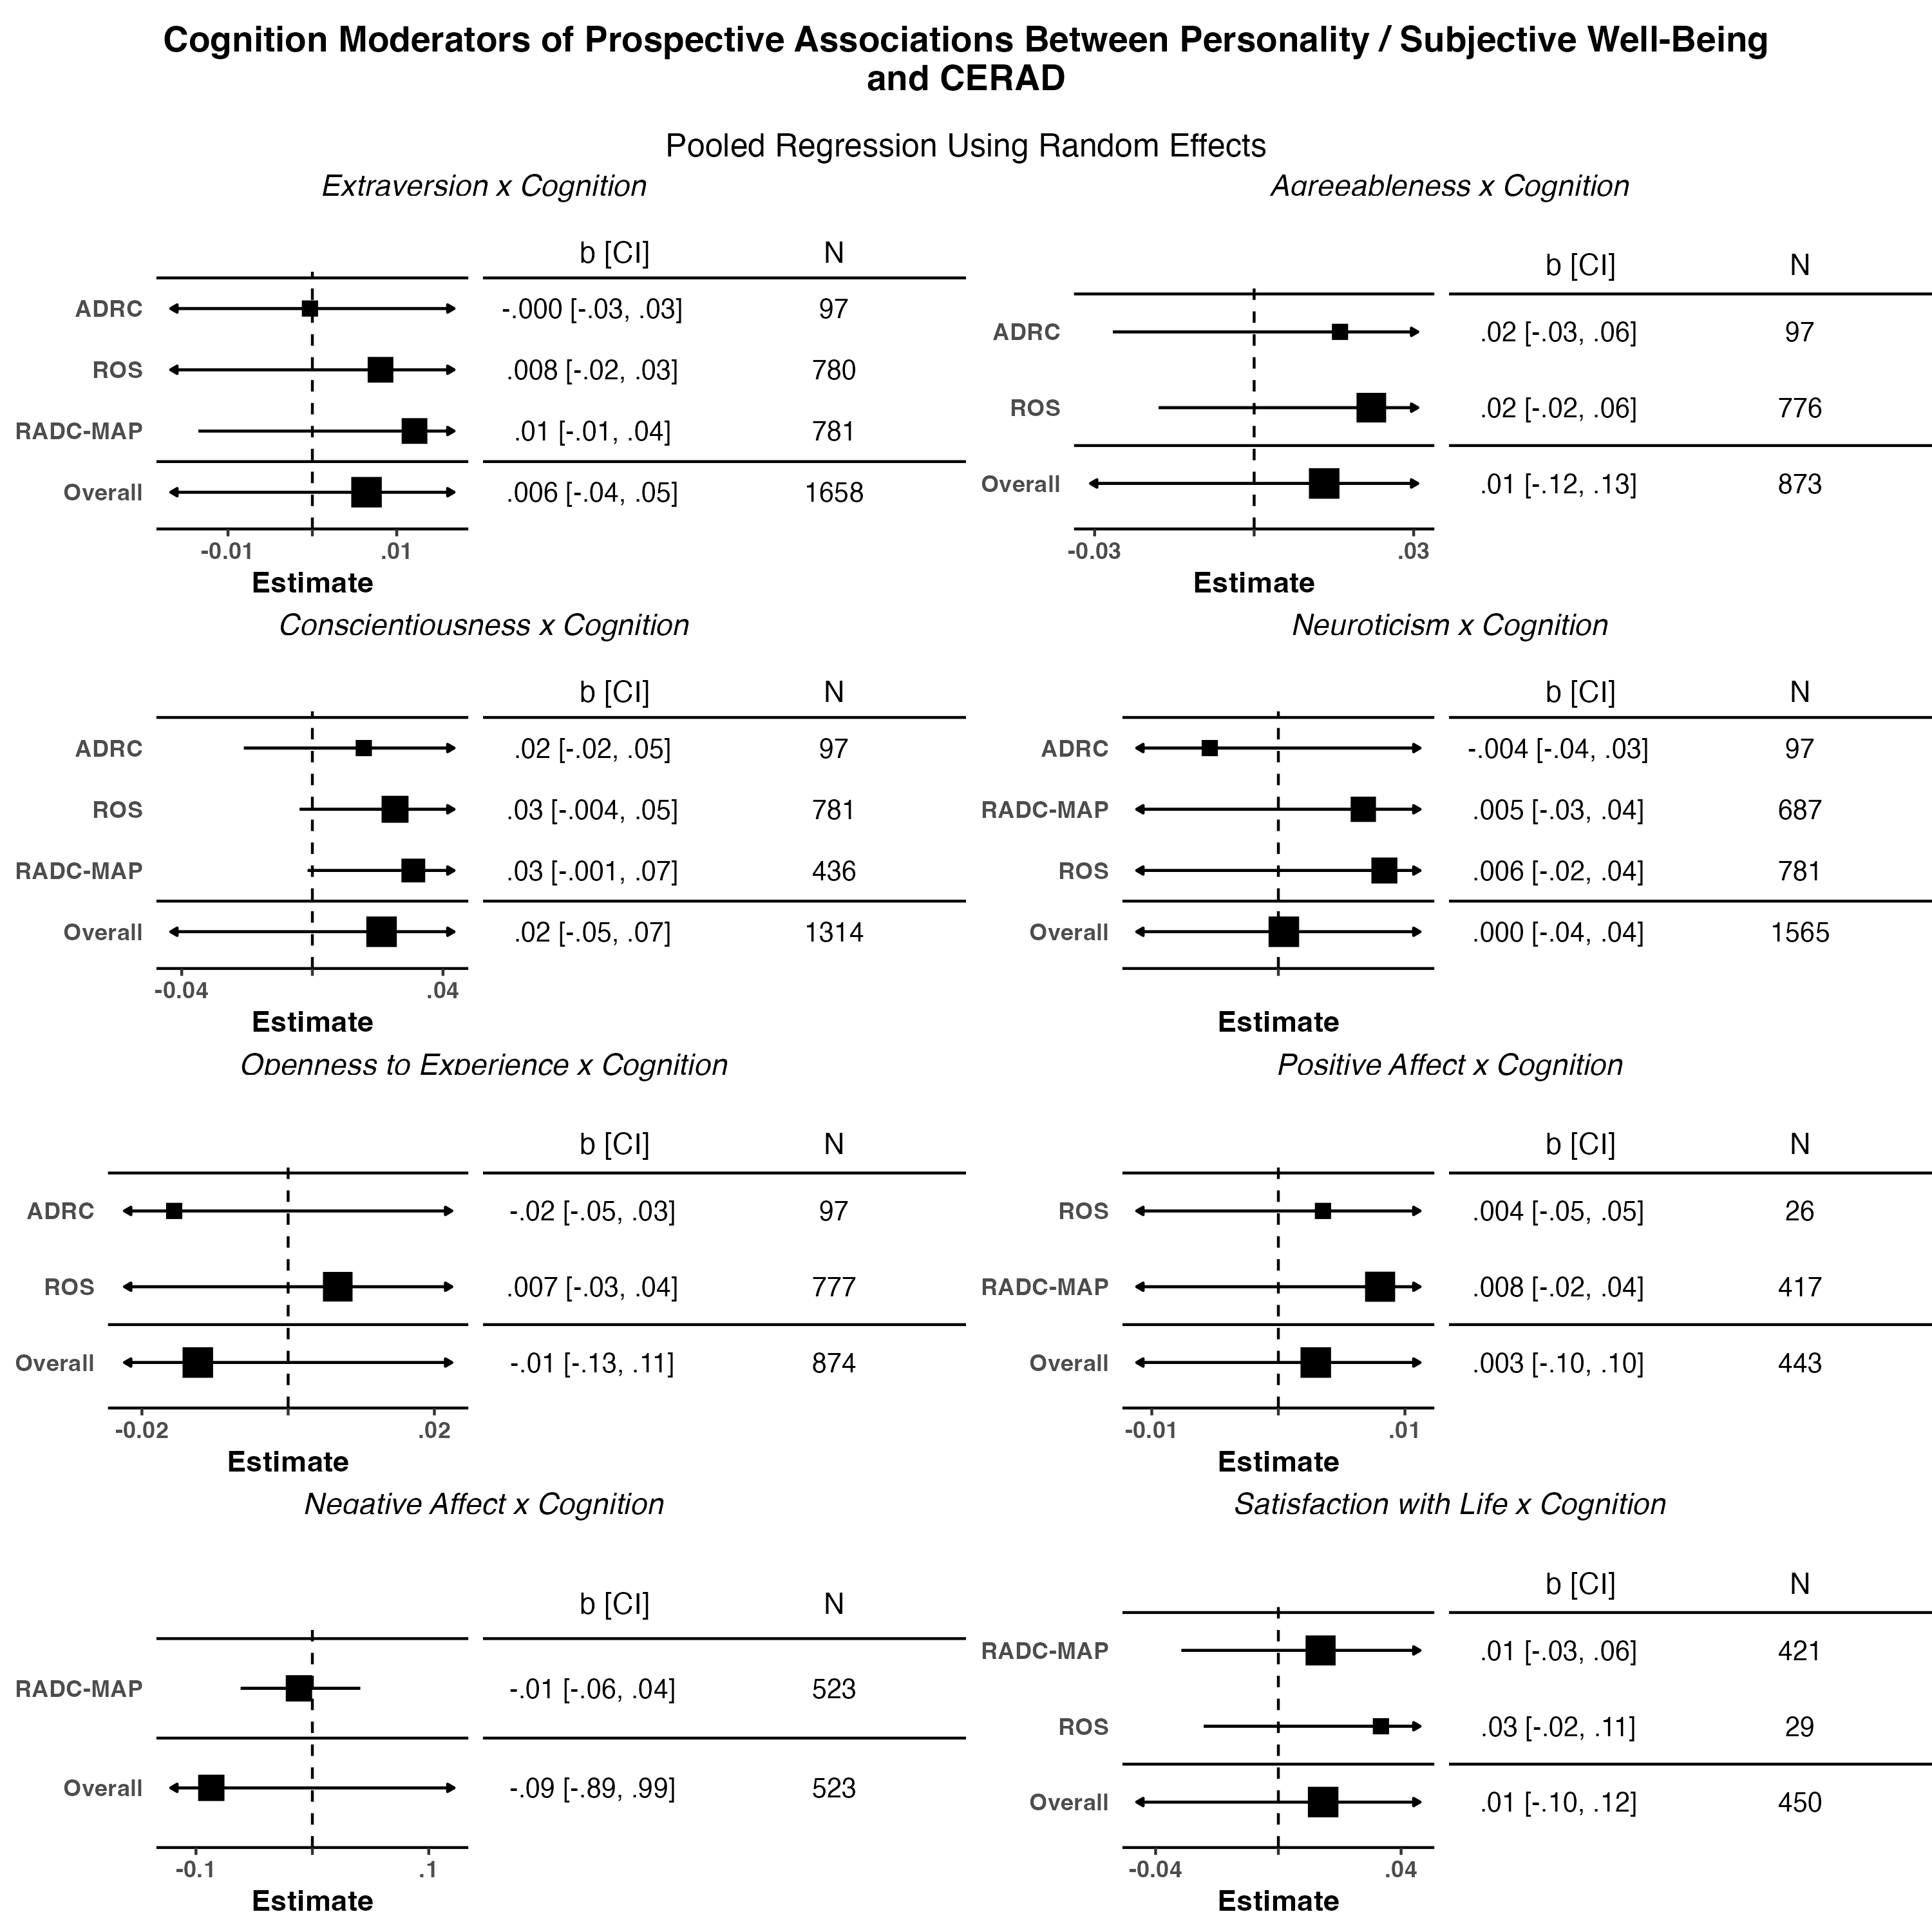 Cognition Moderators of Prospective Associations Between Personality / Subjective Well-Being
and CERAD
Pooled Regression Using Random Effects
Extraversion x Cognition
b [CI] N
ADRC -.000 [-.03, .03] 97
ROS .008 [-.02, .03] 780
RADC-MAP .01 [-.01, .04] 781
Overall .006 [-.04, .05] 1658
-0.01 .01
Estimate
Agreeableness x Cognition
b [CI] N
ADRC .02 [-.03, .06] 97
ROS .02 [-.02, .06] 776
Overall .01 [-.12, .13] 873
-0.03 .03
Estimate
Conscientiousness x Cognition
b [CI] N
ADRC .02 [-.02, .05] 97
ROS .03 [-.004, .05] 781
RADC-MAP .03 [-.001, .07] 436
Overall .02 [-.05, .07] 1314
-0.04 .04
Estimate
Neuroticism x Cognition
b [CI] N
ADRC -.004 [-.04, .03] 97
RADC-MAP .005 [-.03, .04] 687
ROS .006 [-.02, .04] 781
Overall .000 [-.04, .04] 1565
Estimate
Openness to Experience x Cognition
b [CI] N
ADRC -.02 [-.05, .03] 97
ROS .007 [-.03, .04] 777
Overall -.01 [-.13, .11] 874
-0.02 .02
Estimate
Positive Affect x Cognition
b [CI] N
ROS .004 [-.05, .05] 26
RADC-MAP .008 [-.02, .04] 417
Overall .003 [-.10, .10] 443
-0.01 .01
Estimate
Negative Affect x Cognition
b [CI] N
RADC-MAP -.01 [-.06, .04] 523
Overall -.09 [-.89, .99] 523
-0.1 .1
Estimate
Satisfaction with Life x Cognition
b [CI] N
RADC-MAP .01 [-.03, .06] 421
ROS .03 [-.02, .11] 29
Overall .01 [-.10, .12] 450
-0.04 .04
Estimate